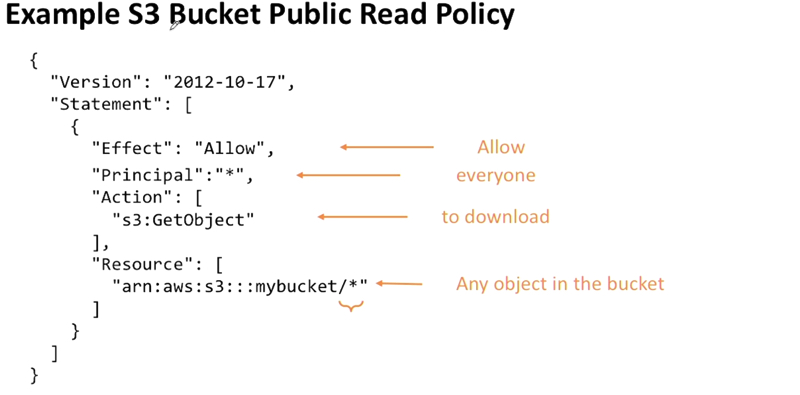 Example S3 Bucket Public Read Policy
{
"Version": "2012-10-17",
"Statement": [
{
"Effect": "Allow", Allow
"Principal":"*", everyone
"Action": [
"s3:GetObject" to download
],
"Resource": [
"arn:aws:s3:::mybucket/*" Any object in the bucket
]
}
]
}